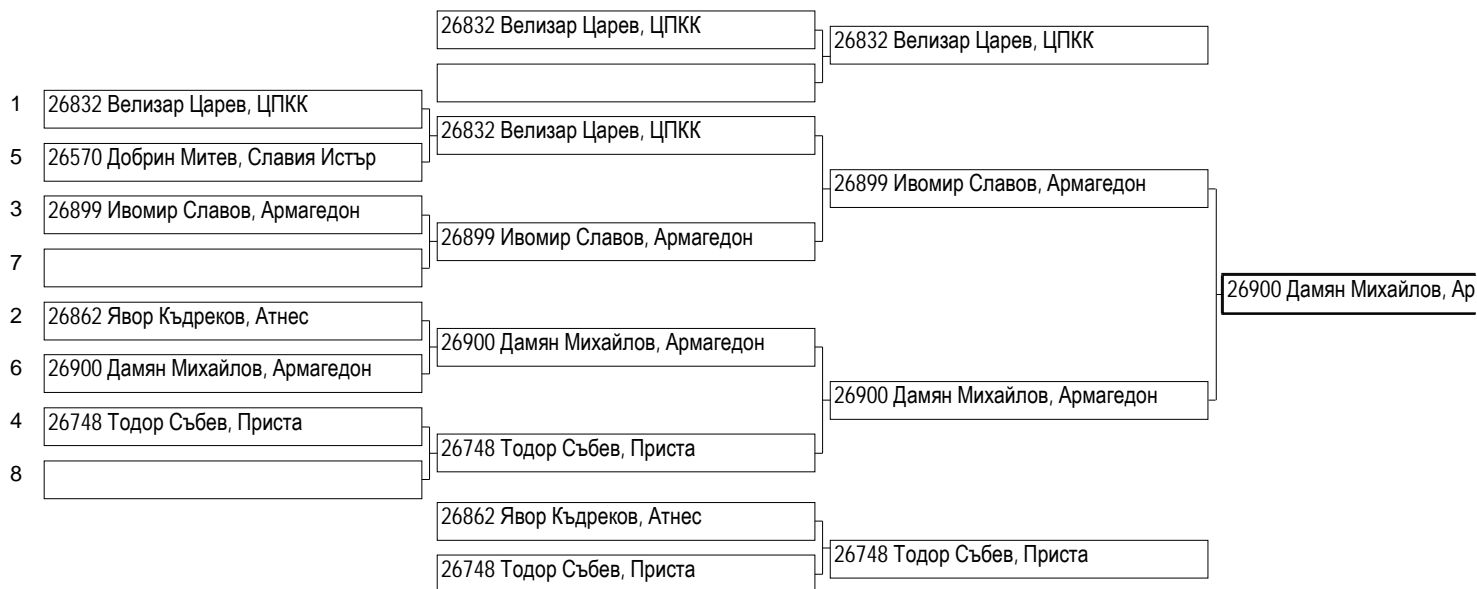 26832 Велизар Царев, ЦПКК
26832 Велизар Царев, ЦПКК
1 26832 Велизар Царев, ЦПКК
26832 Велизар Царев, ЦПКК
5 26570 Добрин Митев, Славия Истър
26899 Ивомир Славов, Армагедон
3 26899 Ивомир Славов, Армагедон
26899 Ивомир Славов, Армагедон
7
26900 Дамян Михайлов, Ар
2 26862 Явор Къдреков, Атнес
26900 Дамян Михайлов, Армагедон
6 26900 Дамян Михайлов, Армагедон
26900 Дамян Михайлов, Армагедон
4 26748 Тодор Събев, Приста
26748 Тодор Събев, Приста
8
26862 Явор Къдреков, Атнес
26748 Тодор Събев, Приста
26748 Тодор Събев, Приста